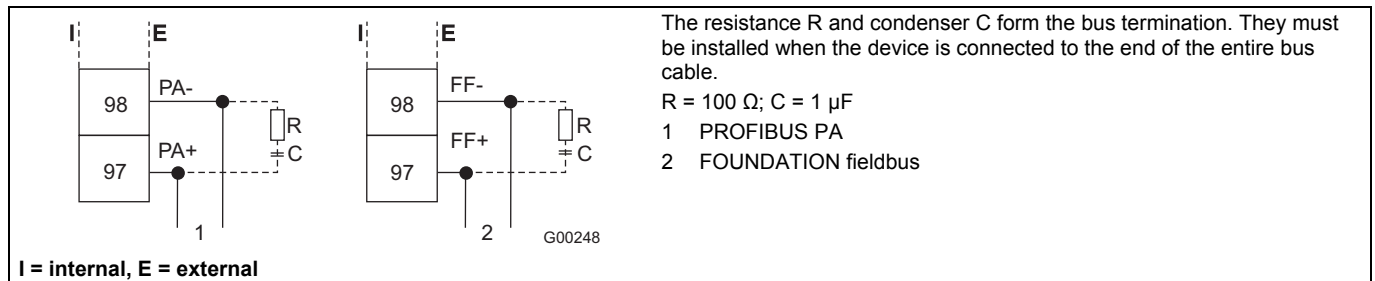 I E
98 PA-
R
97 PA+
C
1
I E
98 FF-
R
97 FF+
C
2
G00248
I = internal, E = external
The resistance R and condenser C form the bus termination. They must
be installed when the device is connected to the end of the entire bus
cable.
R = 100 Ω; C = 1 μF
1 PROFIBUS PA
2 FOUNDATION fieldbus